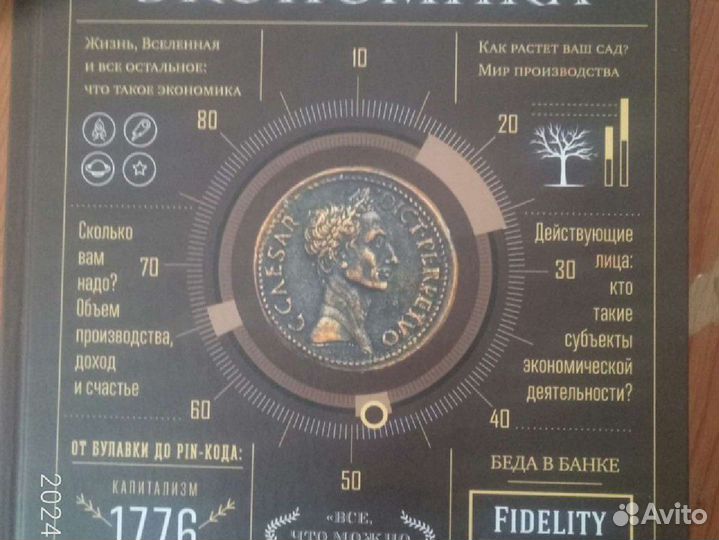 ЭКОНОМИКА
Жизнь, Вселенная
и все остальное:
что такое экономика
Как растет ваш сад?
Мир производства
10
80
20
Сколько
вам
надо?
Объем
производства,
доход
и счастье
70
C CAESAR DICT PERPETVO
30
Действующие
лица:
кто
такие
субъекты
экономической
деятельности?
60
40
50
ОТ БУЛАВКИ ДО PIN-КОДА:
КАПИТАЛИЗМ
1776
«ВСЕ,
ЧТО МОЖНО
БЕДА В БАНКЕ
FIDELITY
2024
Avito